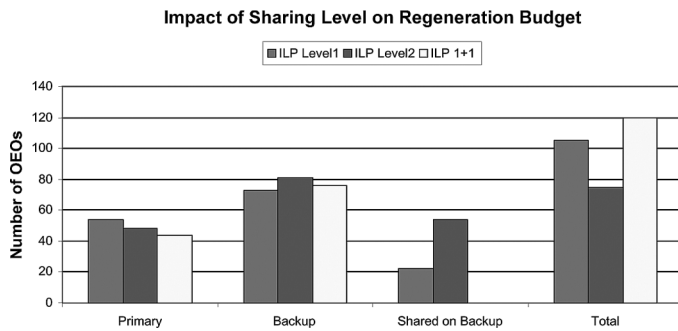 Impact of Sharing Level on Regeneration Budget
ILP Level1 ILP Level2 ILP 1+1
Number of OEOs
140
120
100
80
60
40
20
0
Primary Backup Shared on Backup Total